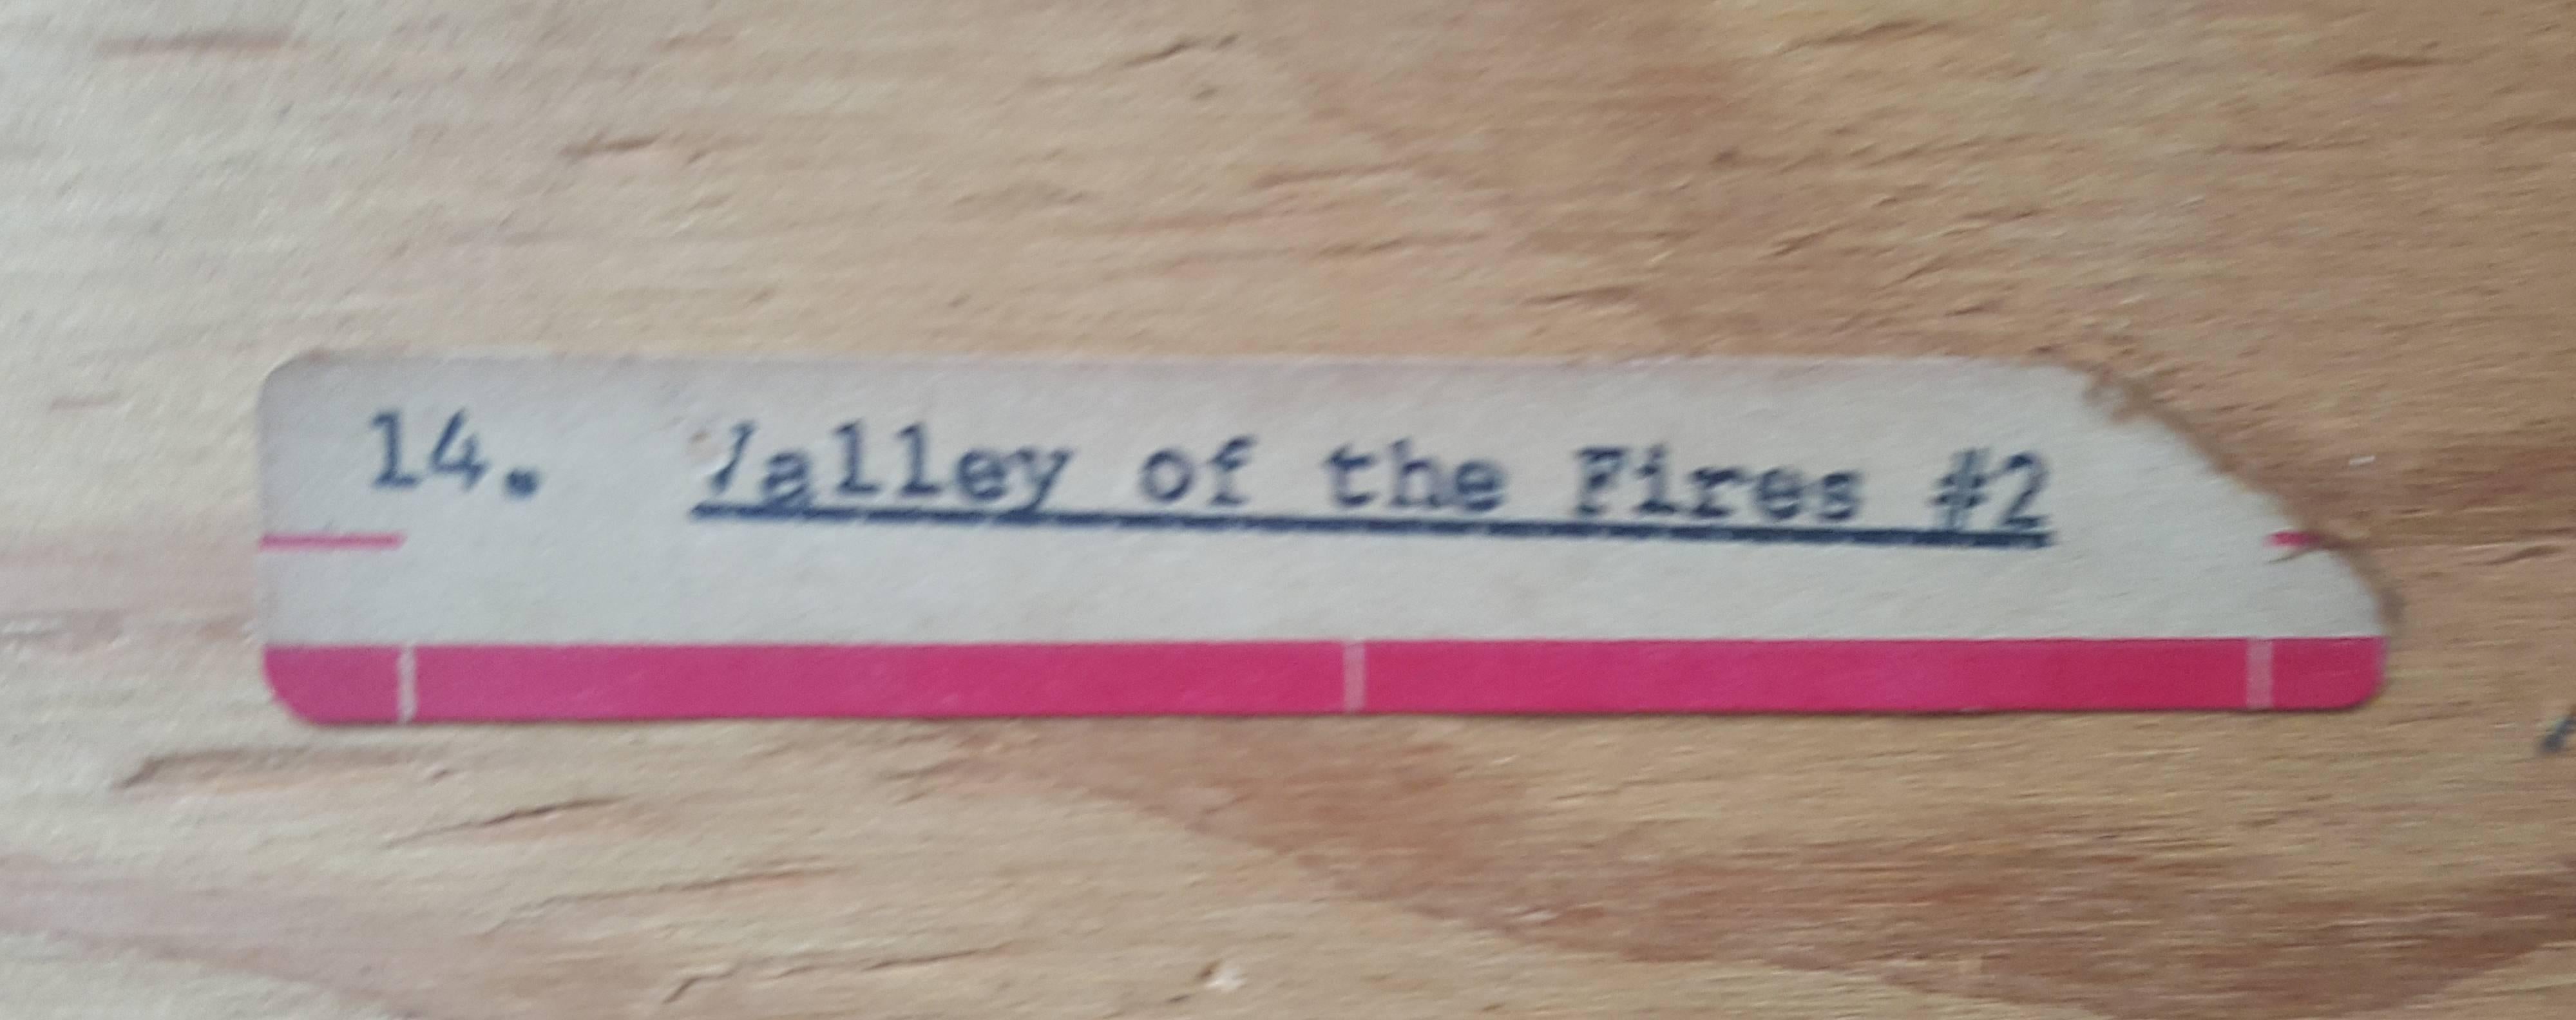 14. Valley of the Fires #2